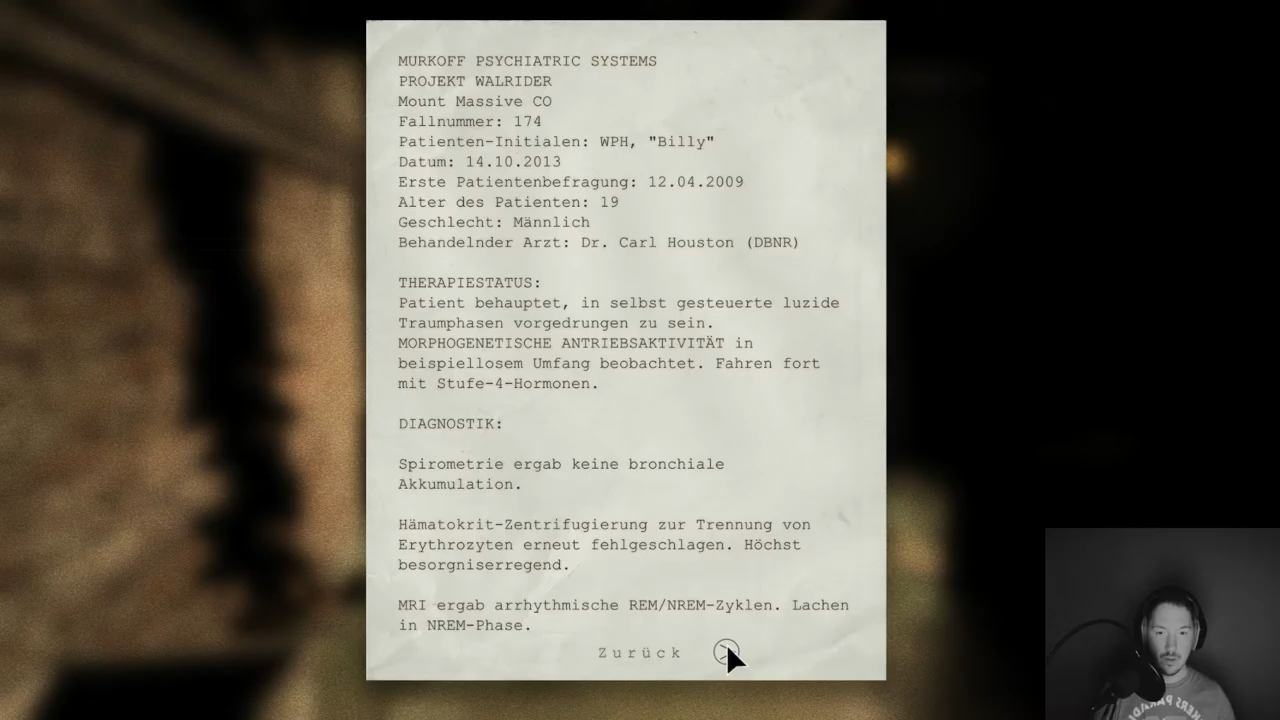 MURKOFF PSYCHIATRIC SYSTEMS
PROJEKT WALRIDER
Mount Massive CO
Fallnummer: 174
Patienten-Initialen: WPH, "Billy"
Datum: 14.10.2013
Erste Patientenbefragung: 12.04.2009
Alter des Patienten: 19
Geschlecht: Männlich
Behandelnder Arzt: Dr. Carl Houston (DBNR)
THERAPIESTATUS:
Patient behauptet, in selbst gesteuerte luzide
Traumphasen vorgedrungen zu sein.
MORPHOGENETISCHE ANTRIEBSAKTIVITÄT in
beispiellosem Umfang beobachtet. Fahren fort
mit Stufe-4-Hormonen.
DIAGNOSTIK:
Spirometrie ergab keine bronchiale
Akkumulation.
Hämatokrit-Zentrifugierung zur Trennung von
Erythrozyten erneut fehlgeschlagen. Höchst
besorgniserregend.
MRI ergab arrhythmische REM/NREM-Zyklen. Lachen
in NREM-Phase.
Zurück